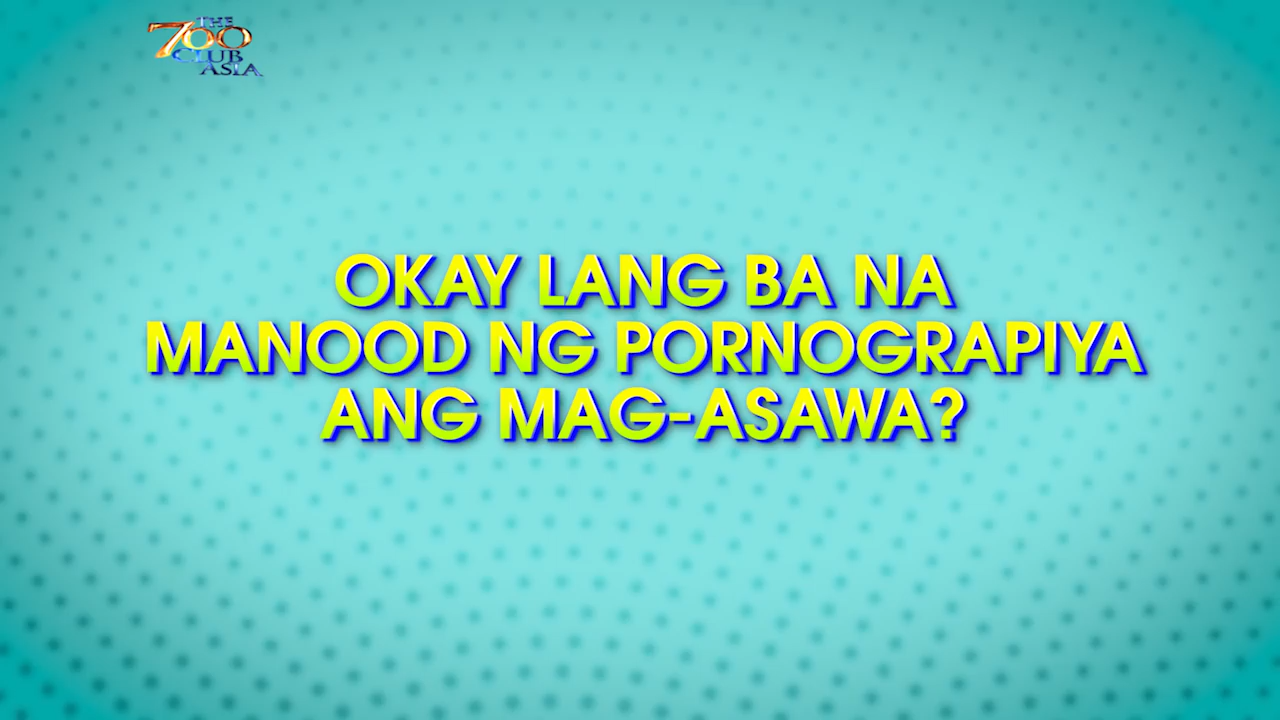 THE
700
CLUB
ASIA
OKAY LANG BA NA
MANOOD NG PORNOGRAPIYA
ANG MAG-ASAWA?